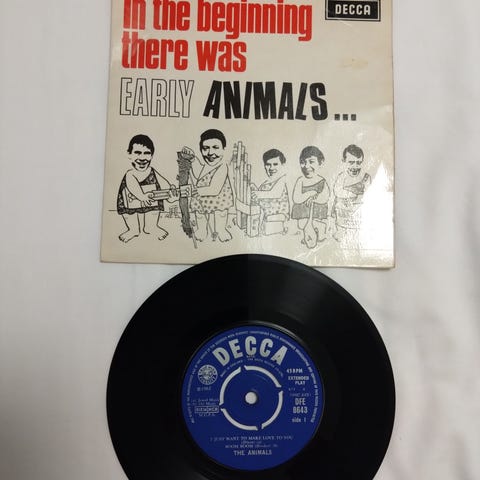 In the beginning
there was
EARLY ANIMALS...
DECCA
DECCA
45 RPM
EXTENDED
PLAY
DFE
8643
side 1
I JUST WANT TO MAKE LOVE TO YOU
BOOM BOOM
THE ANIMALS